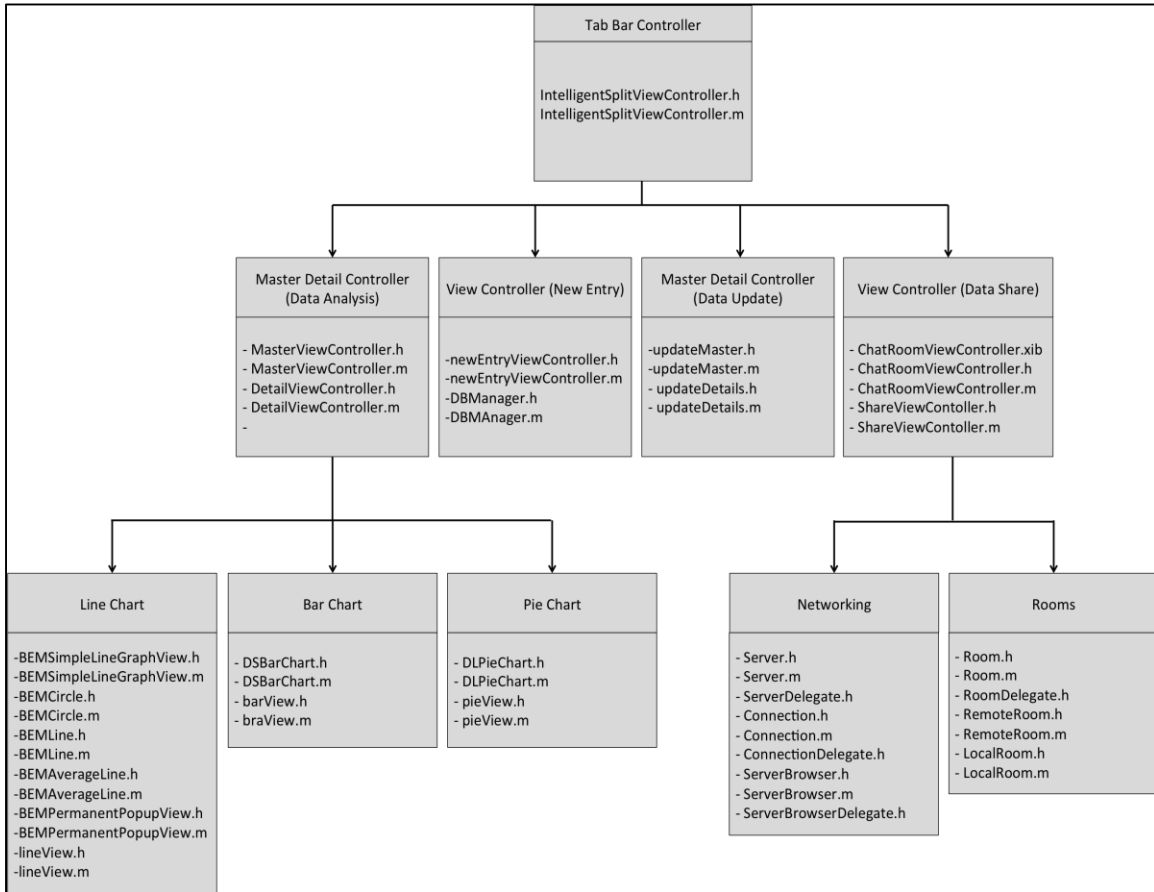 Tab Bar Controller
IntelligentSplitViewController.h
IntelligentSplitViewController.m
Master Detail Controller
(Data Analysis)
- MasterViewController.h
- MasterViewController.m
- DetailViewController.h
- DetailViewController.m
-
View Controller (New Entry)
-newEntryViewController.h
-newEntryViewController.m
-DBManager.h
-DBMAnager.m
Master Detail Controller
(Data Update)
-updateMaster.h
-updateMaster.m
- updateDetails.h
- updateDetails.m
View Controller (Data Share)
- ChatRoomViewController.xib
- ChatRoomViewController.h
- ChatRoomViewController.m
- ShareViewContoller.h
- ShareViewContoller.m
Line Chart
-BEMSimpleLineGraphView.h
-BEMSimpleLineGraphView.m
-BEMCircle.h
-BEMCircle.m
-BEMLine.h
-BEMLine.m
-BEMAverageLine.h
-BEMAverageLine.m
-BEMPermanentPopupView.h
-BEMPermanentPopupView.m
-lineView.h
-lineView.m
Bar Chart
- DSBarChart.h
- DSBarChart.m
- barView.h
- braView.m
Pie Chart
- DLPieChart.h
- DLPieChart.m
- pieView.h
- pieView.m
Networking
- Server.h
- Server.m
- ServerDelegate.h
- Connection.h
- Connection.m
- ConnectionDelegate.h
- ServerBrowser.h
- ServerBrowser.m
- ServerBrowserDelegate.h
Rooms
- Room.h
- Room.m
- RoomDelegate.h
- RemoteRoom.h
- RemoteRoom.m
- LocalRoom.h
- LocalRoom.m